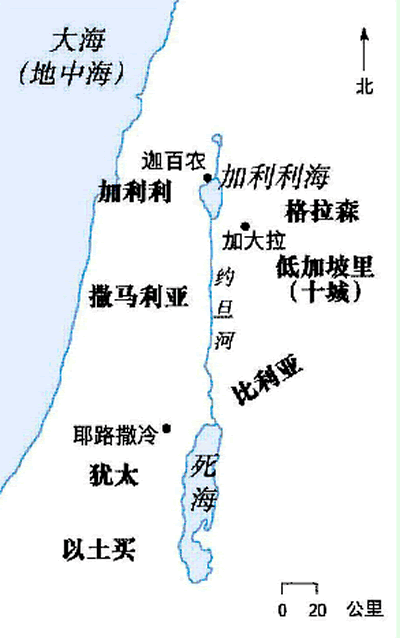 大海
（地中海）
北
迦百农
加利利海
加利利
格拉森
加大拉
低加坡里
（十城）
撒马利亚
约旦河
比利亚
耶路撒冷
犹太
死海
以土买
0 20 公里